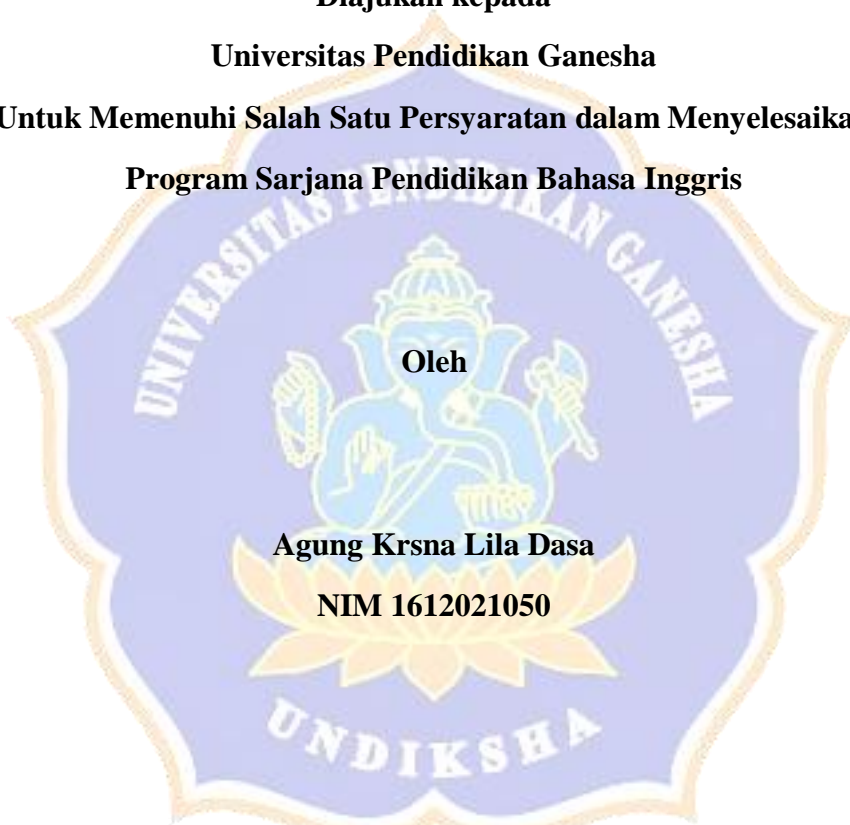 Diajukan kepada
Universitas Pendidikan Ganesha
Untuk Memenuhi Salah Satu Persyaratan dalam Menyelesaika
Program Sarjana Pendidikan Bahasa Inggris
UNIVERSITAS PENDIDIKAN GANESHA
Oleh
Agung Krsna Lila Dasa
NIM 1612021050
UNDIKSHA